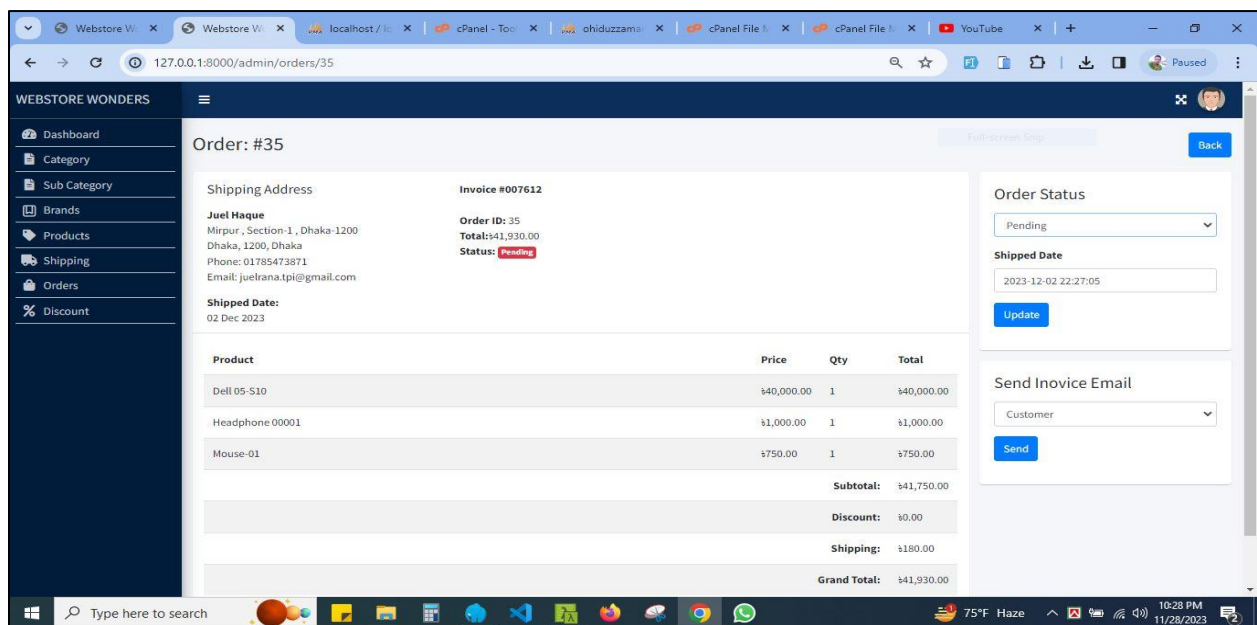 Webstore W
Webstore W
localhost / lo
cPanel - Too
ohiduzzama
cPanel File M
cPanel File M
YouTube
127.0.0.1:8000/admin/orders/35
Paused
WEBSTORE WONDERS
Dashboard
Category
Sub Category
Brands
Products
Shipping
Orders
Discount
Order: #35
Full-screen Snip
Back
Shipping Address
Juel Haque
Mirpur , Section-1 , Dhaka-1200
Dhaka, 1200, Dhaka
Phone: 01785473871
Email: juelrana.tpi@gmail.com
Shipped Date:
02 Dec 2023
Invoice #007612
Order ID: 35
Total:৳41,930.00
Status: Pending
Product Price Qty Total
Dell 05-S10 ৳40,000.00 1 ৳40,000.00
Headphone 00001 ৳1,000.00 1 ৳1,000.00
Mouse-01 ৳750.00 1 ৳750.00
Subtotal: ৳41,750.00
Discount: ৳0.00
Shipping: ৳180.00
Grand Total: ৳41,930.00
Order Status
Pending
Shipped Date
2023-12-02 22:27:05
Update
Send Inovice Email
Customer
Send
Type here to search
75°F Haze
10:28 PM
11/28/2023
2